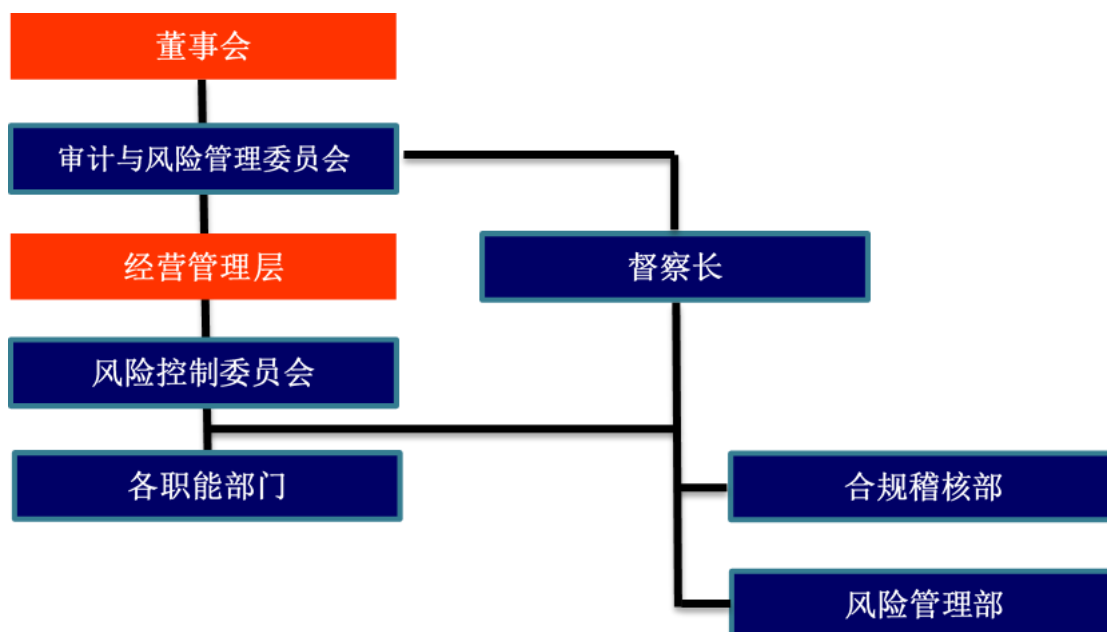 董事会
审计与风险管理委员会
经营管理层
督察长
风险控制委员会
各职能部门
合规稽核部
风险管理部